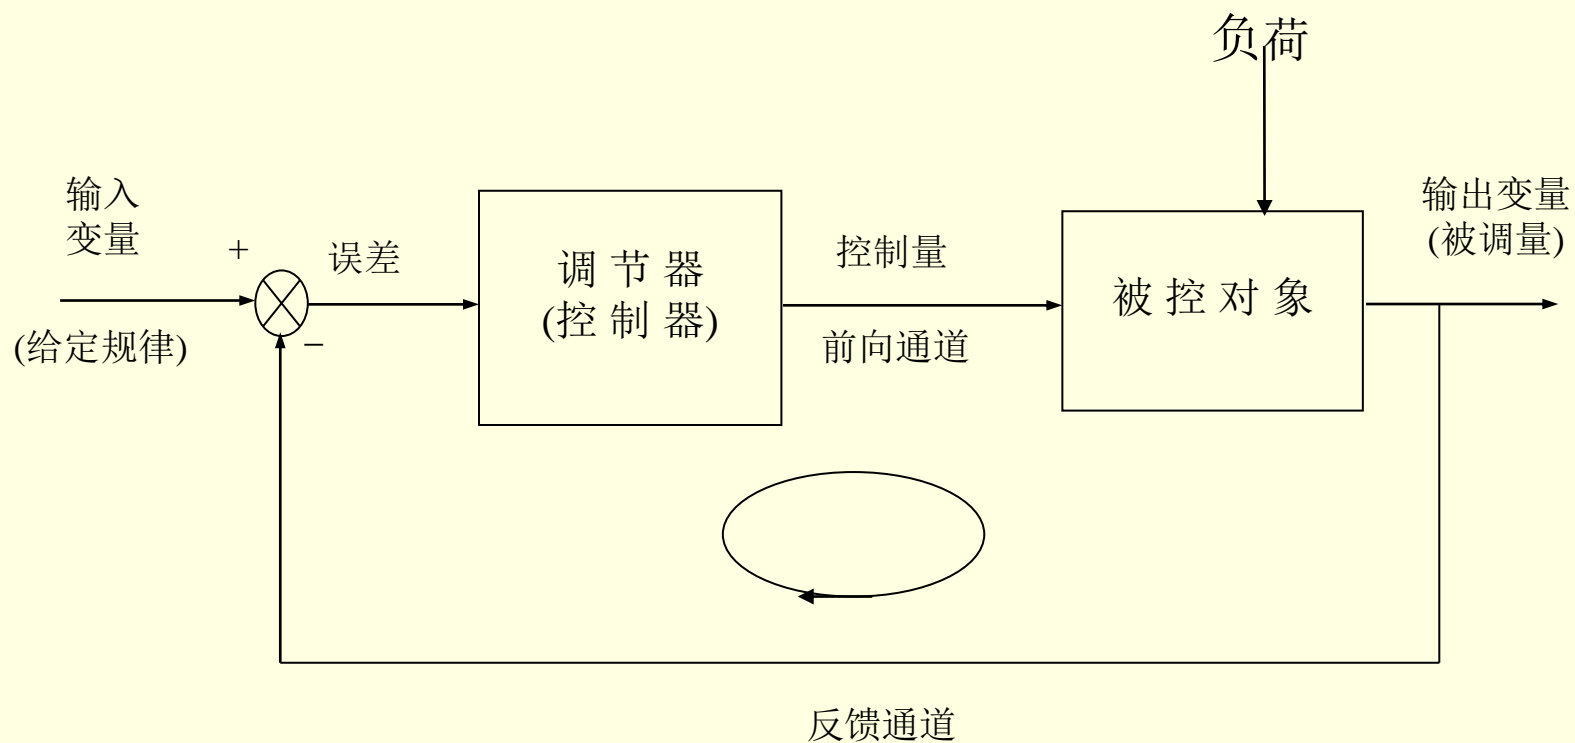 负荷
输入
变量
+
误差
(给定规律)
−
调 节 器
(控 制 器)
控制量
前向通道
被 控 对 象
输出变量
(被调量)
反馈通道